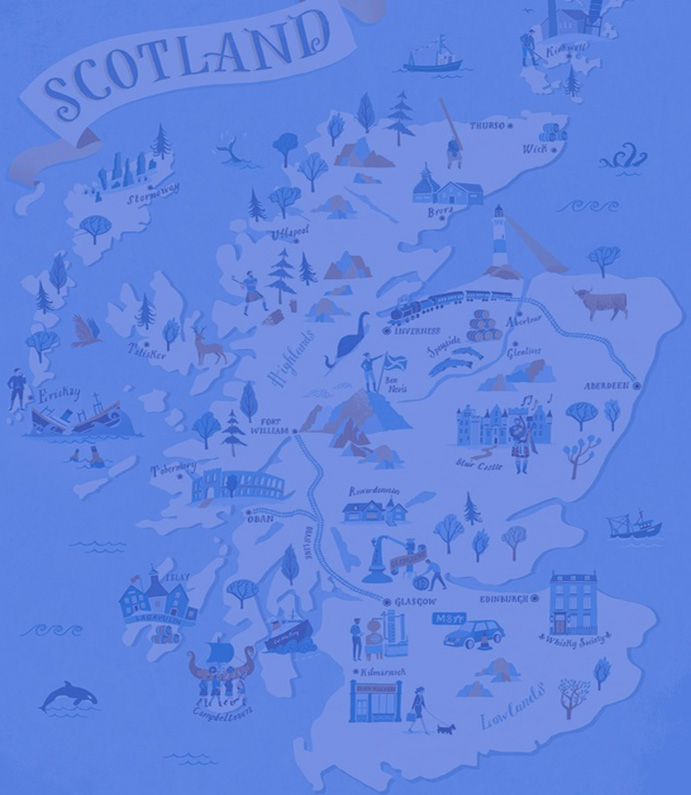 SCOTLAND
Kirkwall
THURSO
Wick
Stornoway
Brora
Ullapool
INVERNESS
Aberlour
Speyside
Highlands
Talisker
Glenlivet
Ben
Nevis
ABERDEEN
Eriskay
FORT
WILLIAM
Blair Castle
Tobermory
Rowardennan
OBAN
ISLAY
LAGAVULIN
GLASGOW
EDINBURGH
M8
Whisky Society
Kilmarnock
Campbeltown
Lowlands